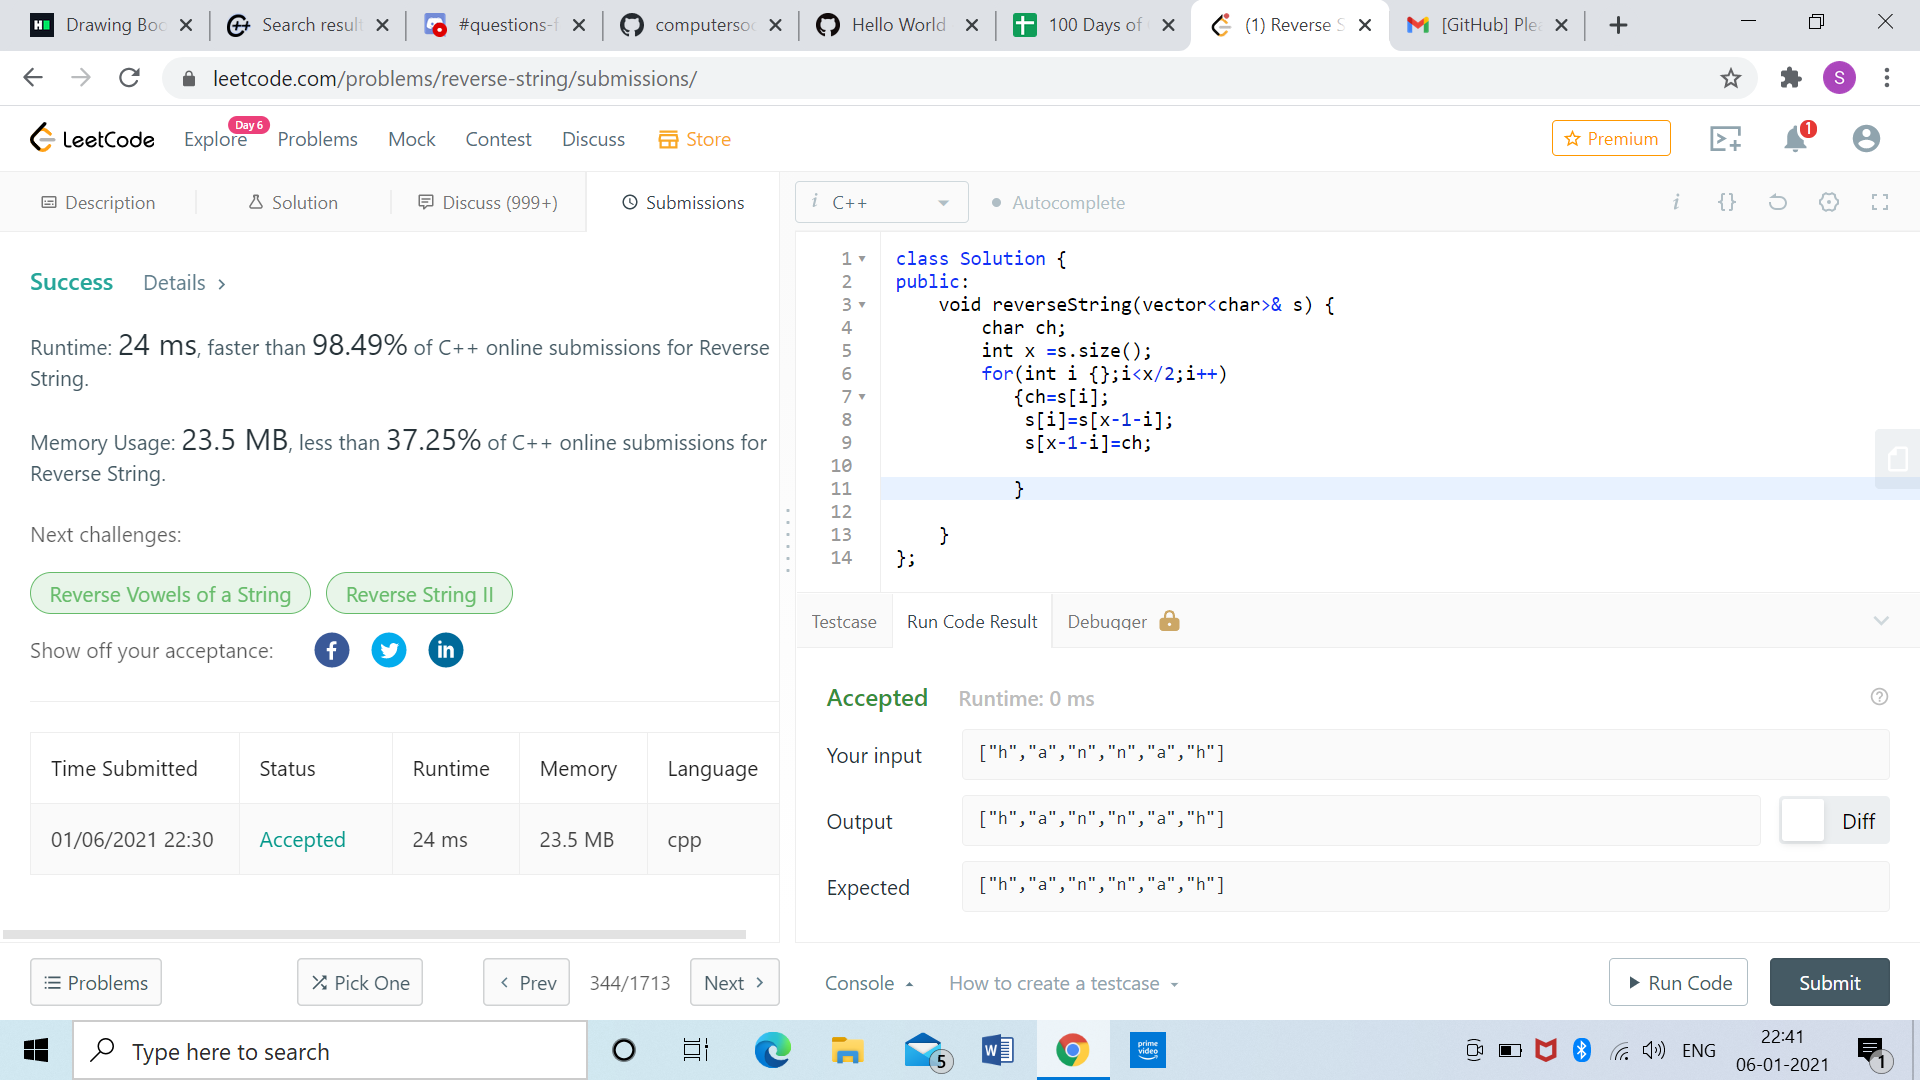 Drawing Boo
Search result
#questions-f
computersoc
Hello World
100 Days of
(1) Reverse S
[GitHub] Plea
leetcode.com/problems/reverse-string/submissions/
S
LeetCode
Explore
Day 6
Problems
Mock
Contest
Discuss
Store
Premium
1
Description
Solution
Discuss (999+)
Submissions
i C++
Autocomplete
Success Details >
Runtime: 24 ms, faster than 98.49% of C++ online submissions for Reverse
String.
Memory Usage: 23.5 MB, less than 37.25% of C++ online submissions for
Reverse String.
Next challenges:
Reverse Vowels of a String
Reverse String II
Show off your acceptance:
Time Submitted Status Runtime Memory Language
01/06/2021 22:30 Accepted 24 ms 23.5 MB cpp
1 class Solution {
2 public:
3 void reverseString(vector<char>& s) {
4 char ch;
5 int x =s.size();
6 for(int i {};i<x/2;i++)
7 {ch=s[i];
8 s[i]=s[x-1-i];
9 s[x-1-i]=ch;
10
11 }
12
13 }
14 };
Testcase
Run Code Result
Debugger
Accepted Runtime: 0 ms
Your input ["h","a","n","n","a","h"]
Output ["h","a","n","n","a","h"]
Diff
Expected ["h","a","n","n","a","h"]
Problems
Pick One
< Prev
344/1713
Next >
Console
How to create a testcase
Run Code
Submit
Type here to search
5
W
prime video
ENG
22:41
06-01-2021
1